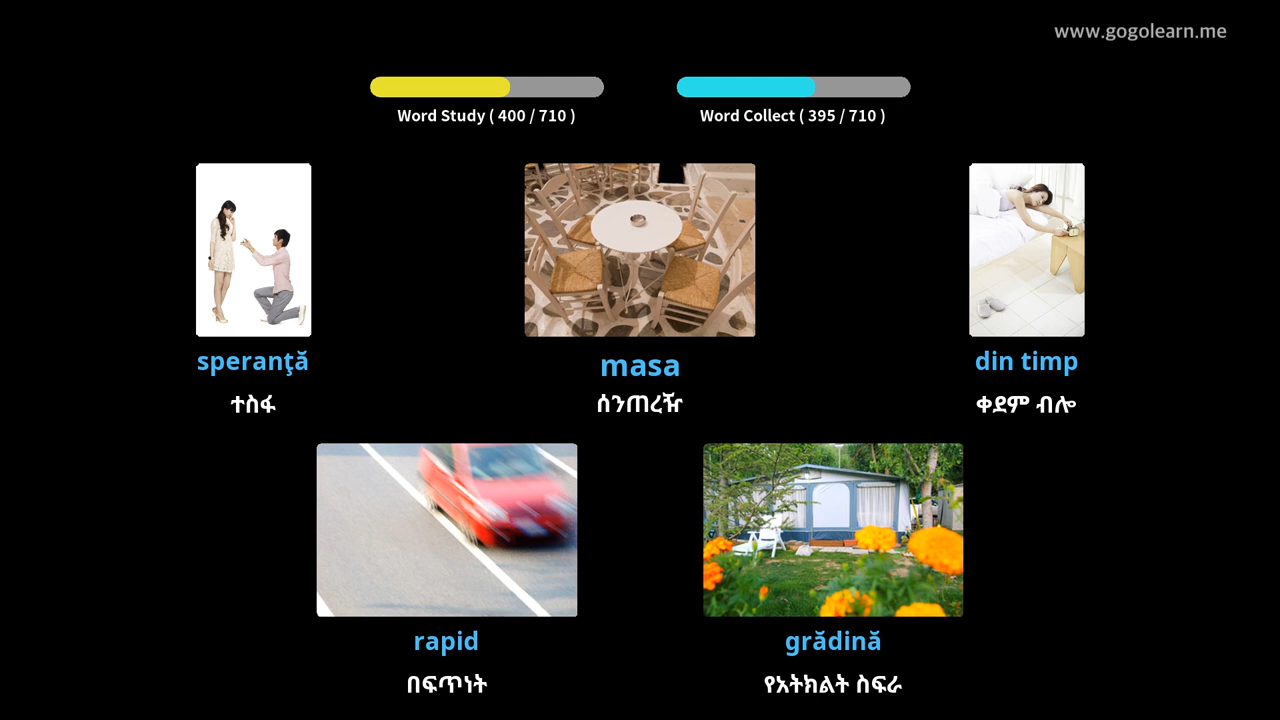 www.gogolearn.me
Word Study ( 400 / 710 )
Word Collect ( 395 / 710 )
speranţă
ተስፋ
masa
ሰንጠረዥ
din timp
ቀደም ብሎ
rapid
በፍጥነት
grădină
የአትክልት ስፍራ